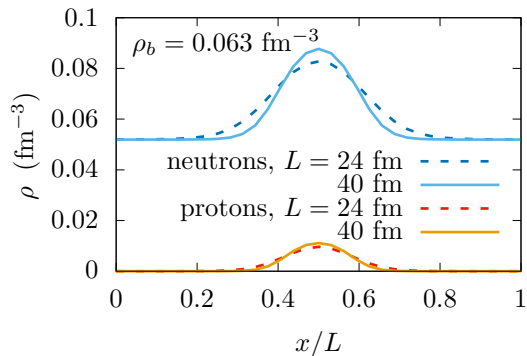 0.1
0.08
0.06
0.04
0.02
0
ρ (fm⁻³)
ρ_b = 0.063 fm⁻³
neutrons, L = 24 fm
40 fm
protons, L = 24 fm
40 fm
0 0.2 0.4 0.6 0.8 1
x/L